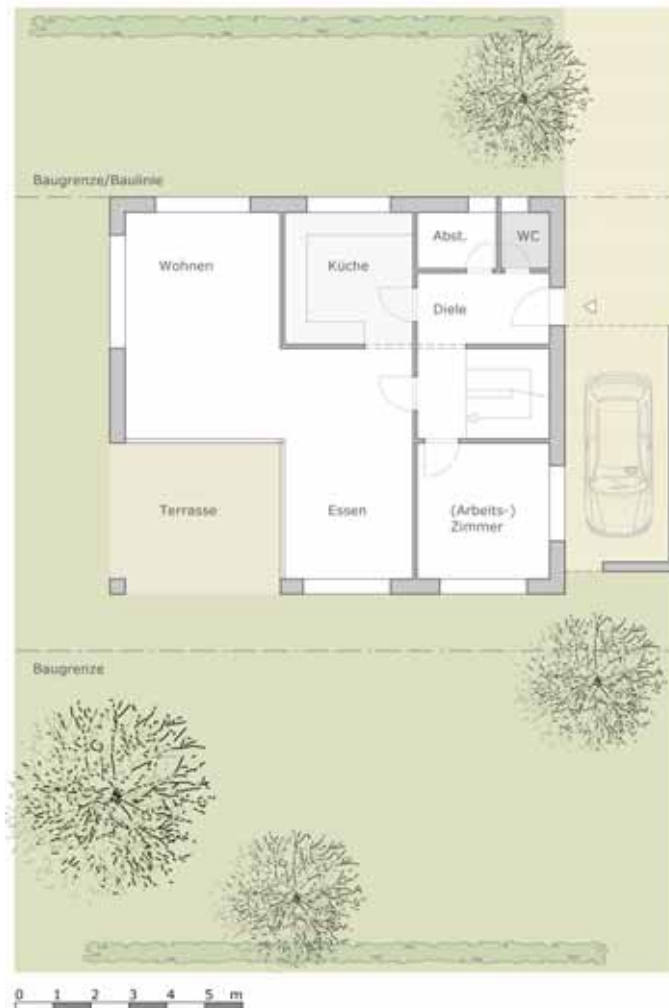 Baugrenze/Baulinie
Wohnen
Küche
Abst.
WC
Diele
Terrasse
Essen
(Arbeits-)
Zimmer
Baugrenze
0 1 2 3 4 5 m